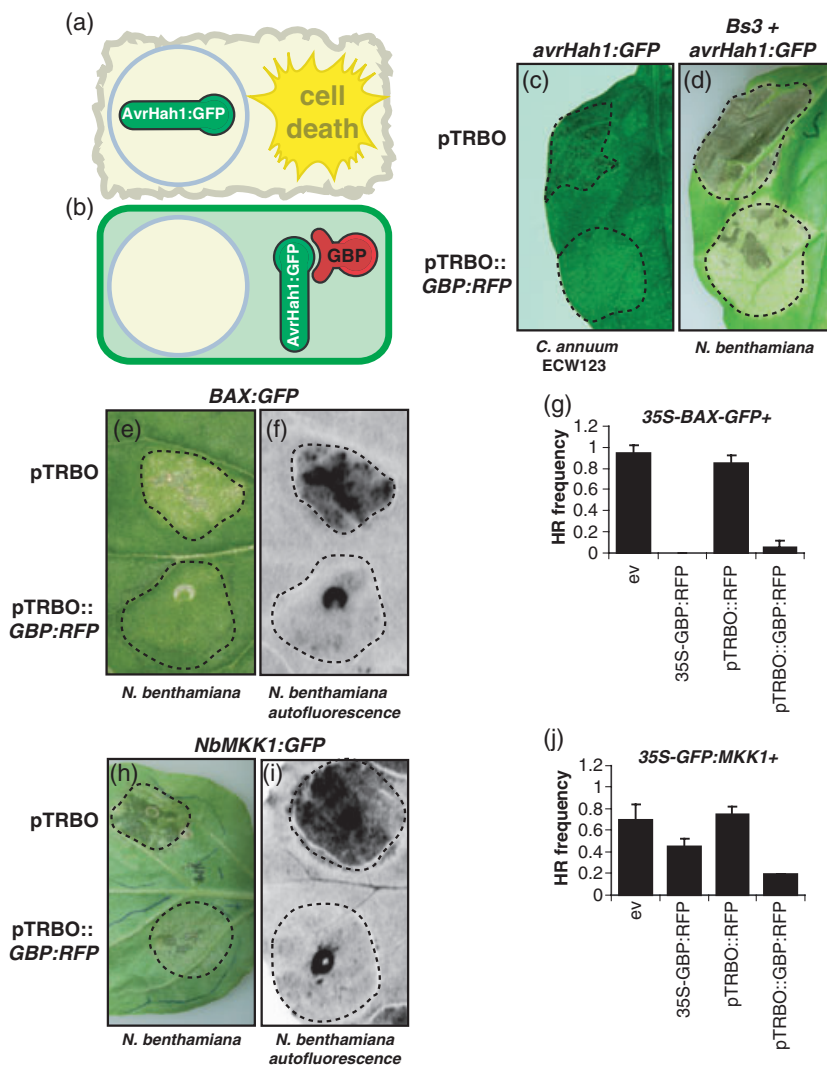 (a)
AvrHah1:GFP
cell
death
(b)
AvrHah1:GFP
GBP
avrHah1:GFP
Bs3 +
avrHah1:GFP
(c)
(d)
pTRBO
pTRBO::
GBP:RFP
C. annuum
ECW123
N. benthamiana
BAX:GFP
(e)
(f)
pTRBO
pTRBO::
GBP:RFP
N. benthamiana
N. benthamiana
autofluorescence
(g)
35S-BAX-GFP+
HR frequency
1.2
1
0.8
0.6
0.4
0.2
0
ev
35S-GBP:RFP
pTRBO::RFP
pTRBO::GBP:RFP
NbMKK1:GFP
(h)
(i)
pTRBO
pTRBO::
GBP:RFP
N. benthamiana
N. benthamiana
autofluorescence
(j)
35S-GFP:MKK1+
HR frequency
1.2
1
0.8
0.6
0.4
0.2
0
ev
35S-GBP:RFP
pTRBO::RFP
pTRBO::GBP:RFP